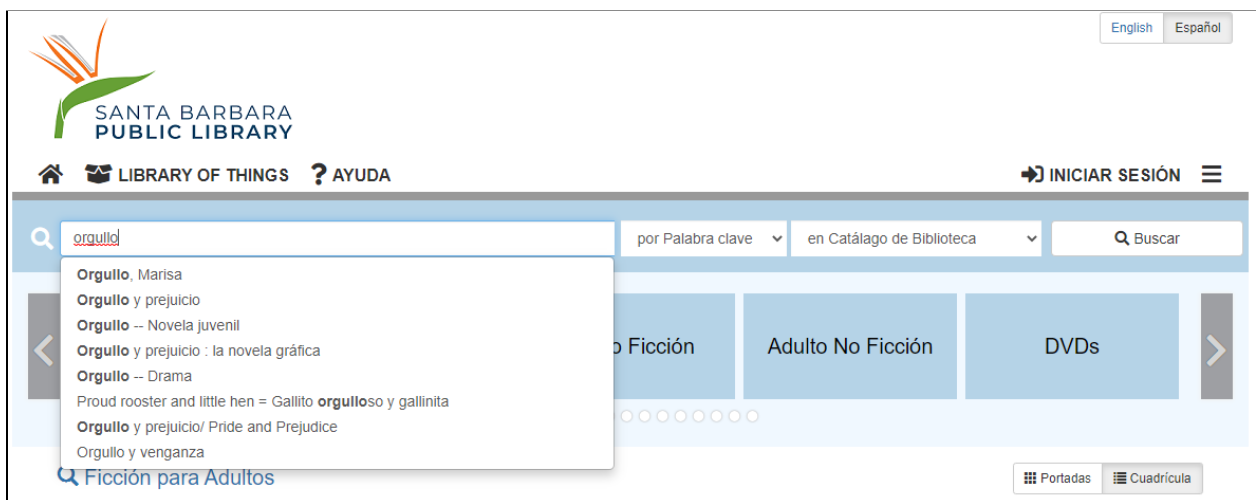 English Español
SANTA BARBARA
PUBLIC LIBRARY
LIBRARY OF THINGS ? AYUDA INICIAR SESIÓN
orgullo por Palabra clave en Catálago de Biblioteca Buscar
Orgullo, Marisa
Orgullo y prejuicio
Orgullo -- Novela juvenil
Orgullo y prejuicio : la novela gráfica
Orgullo -- Drama
Proud rooster and little hen = Gallito orgulloso y gallinita
Orgullo y prejuicio/ Pride and Prejudice
Orgullo y venganza
Ficción Adulto No Ficción DVDs
Ficción para Adultos Portadas Cuadrícula